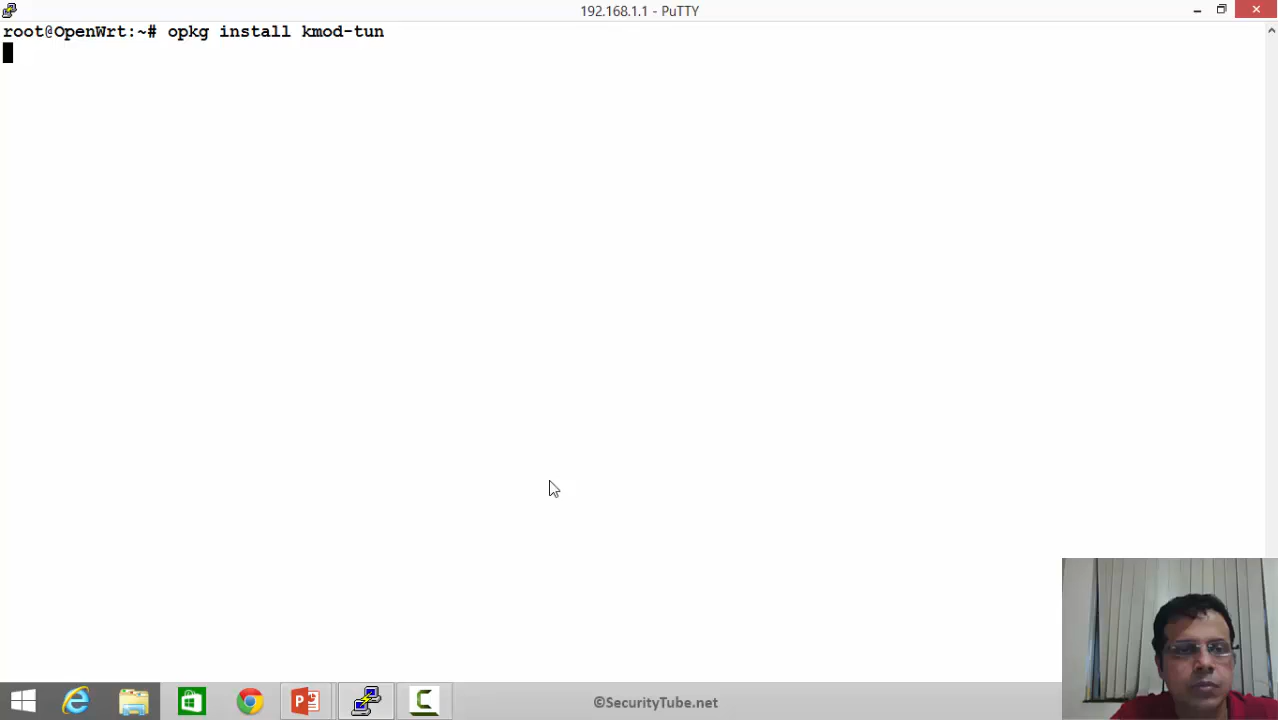 192.168.1.1 - PuTTY
root@OpenWrt:~# opkg install kmod-tun
©SecurityTube.net